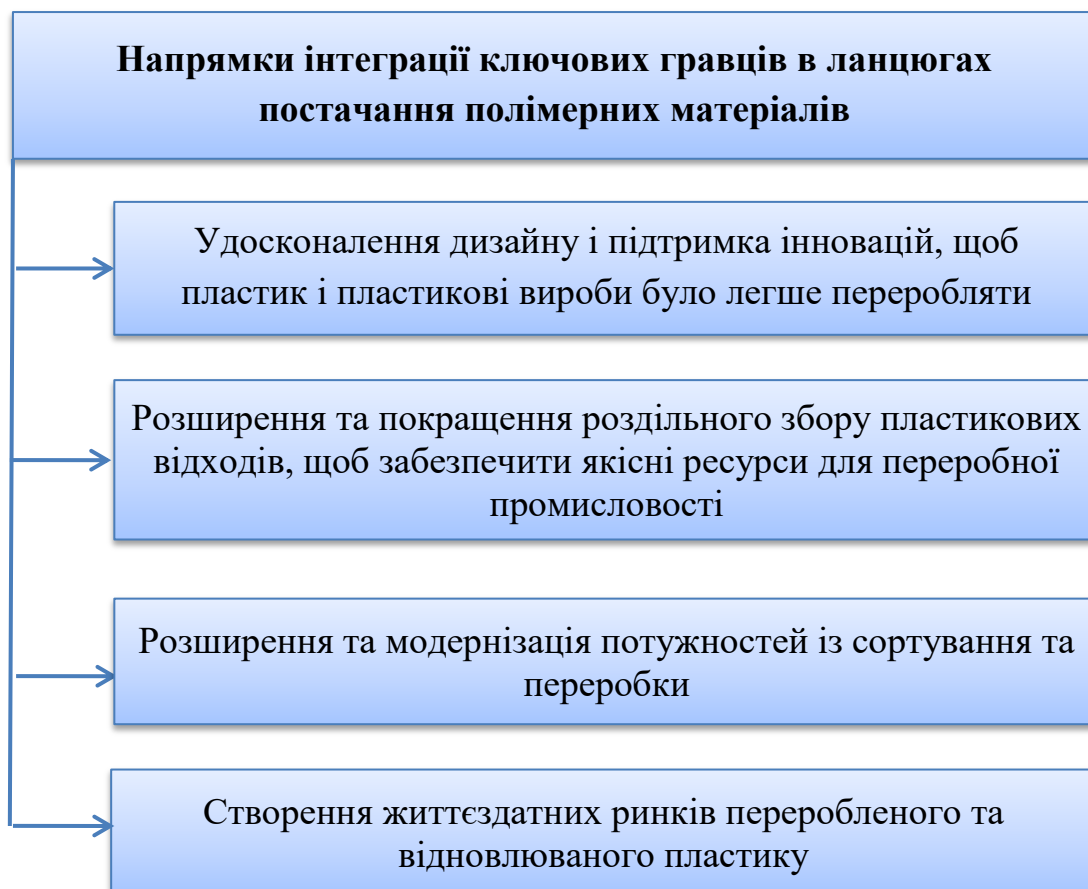 Напрямки інтеграції ключових гравців в ланцюгах
постачання полімерних матеріалів
Удосконалення дизайну і підтримка інновацій, щоб
пластик і пластикові вироби було легше переробляти
Розширення та покращення роздільного збору пластикових
відходів, щоб забезпечити якісні ресурси для переробної
промисловості
Розширення та модернізація потужностей із сортування та
переробки
Створення життєздатних ринків переробленого та
відновлюваного пластику